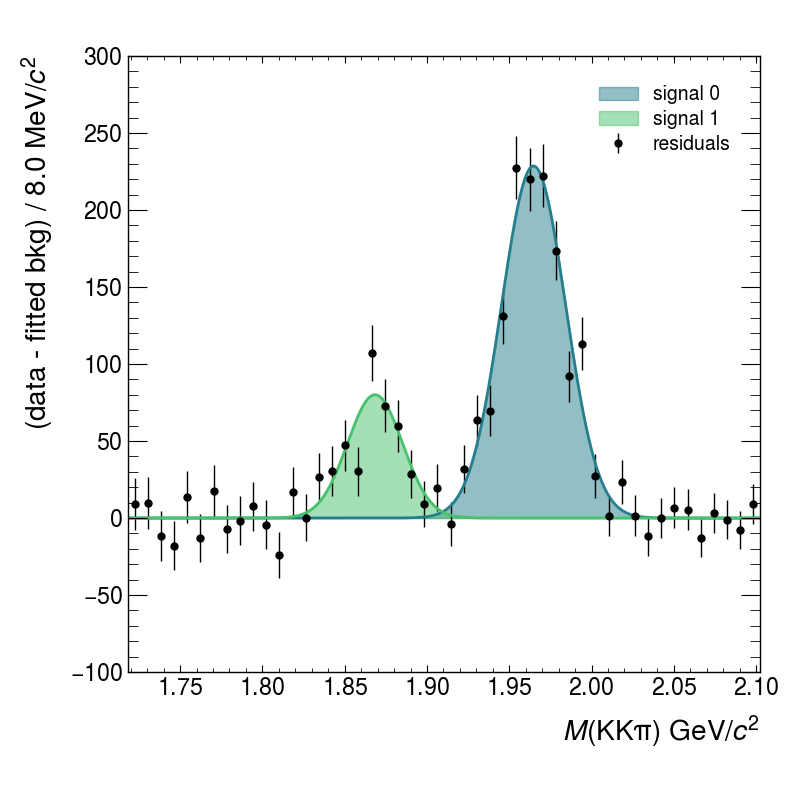 (data - fitted bkg) / 8.0 MeV/c²
300
250
200
150
100
50
0
−50
−100
signal 0
signal 1
residuals
1.75 1.80 1.85 1.90 1.95 2.00 2.05 2.10
M(KKπ) GeV/c²